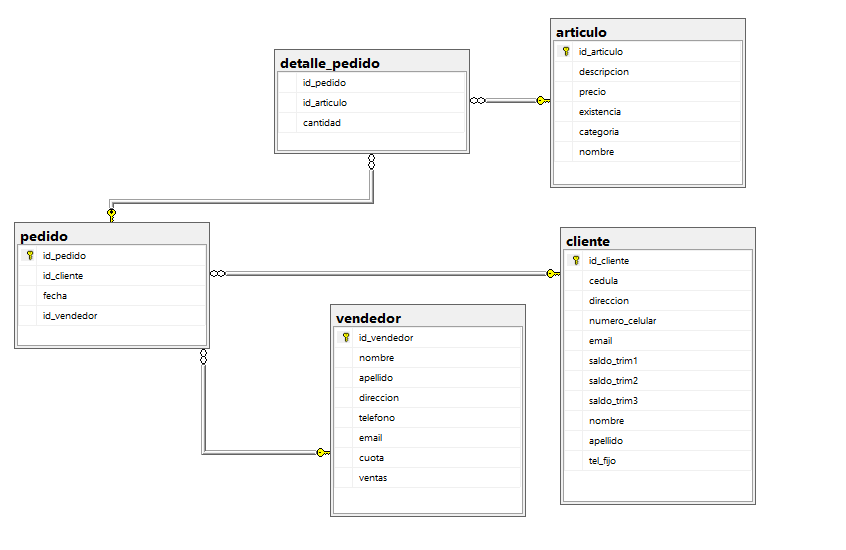 detalle_pedido
id_pedido
id_articulo
cantidad
articulo
id_articulo
descripcion
precio
existencia
categoria
nombre
pedido
id_pedido
id_cliente
fecha
id_vendedor
vendedor
id_vendedor
nombre
apellido
direccion
telefono
email
cuota
ventas
cliente
id_cliente
cedula
direccion
numero_celular
email
saldo_trim1
saldo_trim2
saldo_trim3
nombre
apellido
tel_fijo